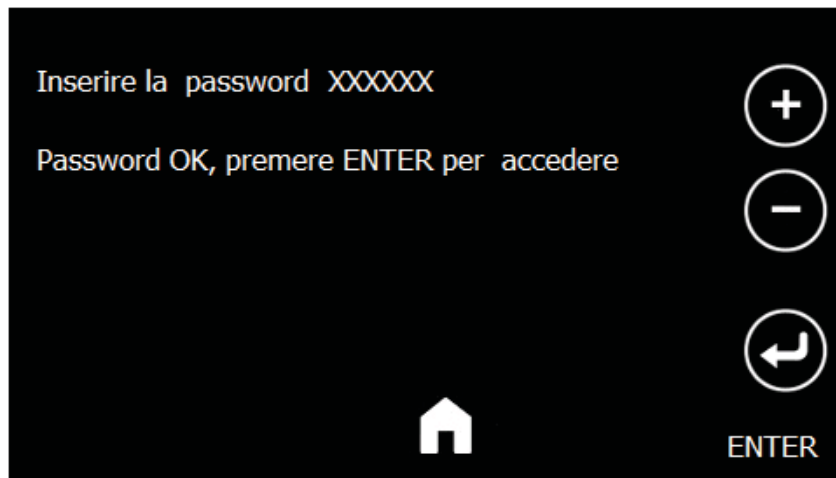 Inserire la password XXXXXX
Password OK, premere ENTER per accedere
ENTER